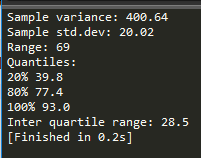 Sample variance: 400.64
Sample std.dev: 20.02
Range: 69
Quantiles:
20% 39.8
80% 77.4
100% 93.0
Inter quartile range: 28.5
[Finished in 0.2s]